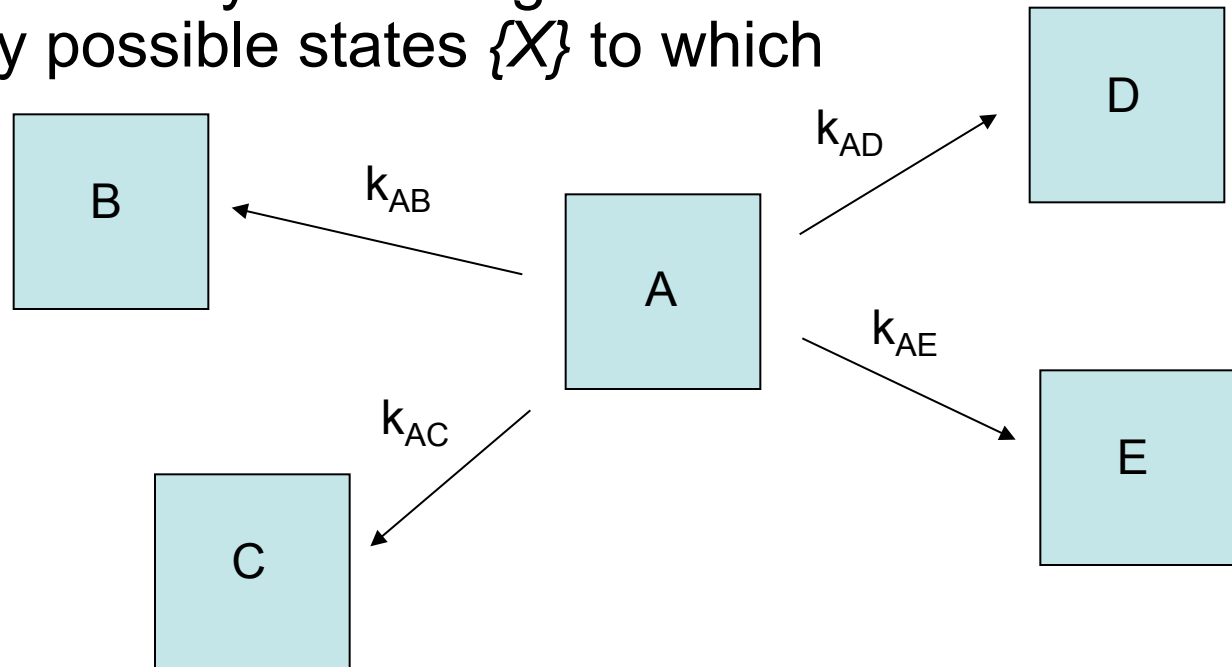 y possible states {X} to which
D
k_AD
B
k_AB
A
k_AE
k_AC
E
C